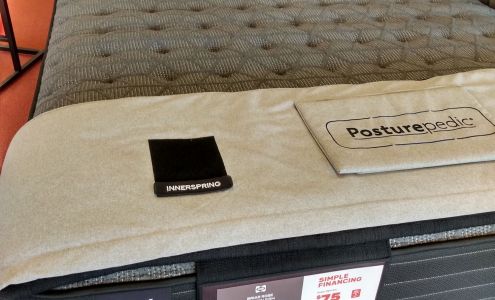 Posturepedic
INNERSPRING
SIMPLE
FINANCING
$75